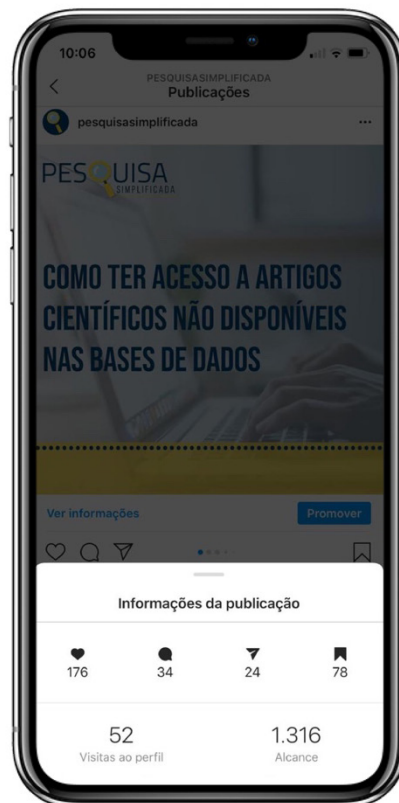 10:06
PESQUISASIMPLIFICADA
Publicações
pesquisasimplificada
PESQUISA
SIMPLIFICADA
COMO TER ACESSO A ARTIGOS
CIENTÍFICOS NÃO DISPONÍVEIS
NAS BASES DE DADOS
Ver informações
Promover
Informações da publicação
176 34 24 78
52 1.316
Visitas ao perfil Alcance